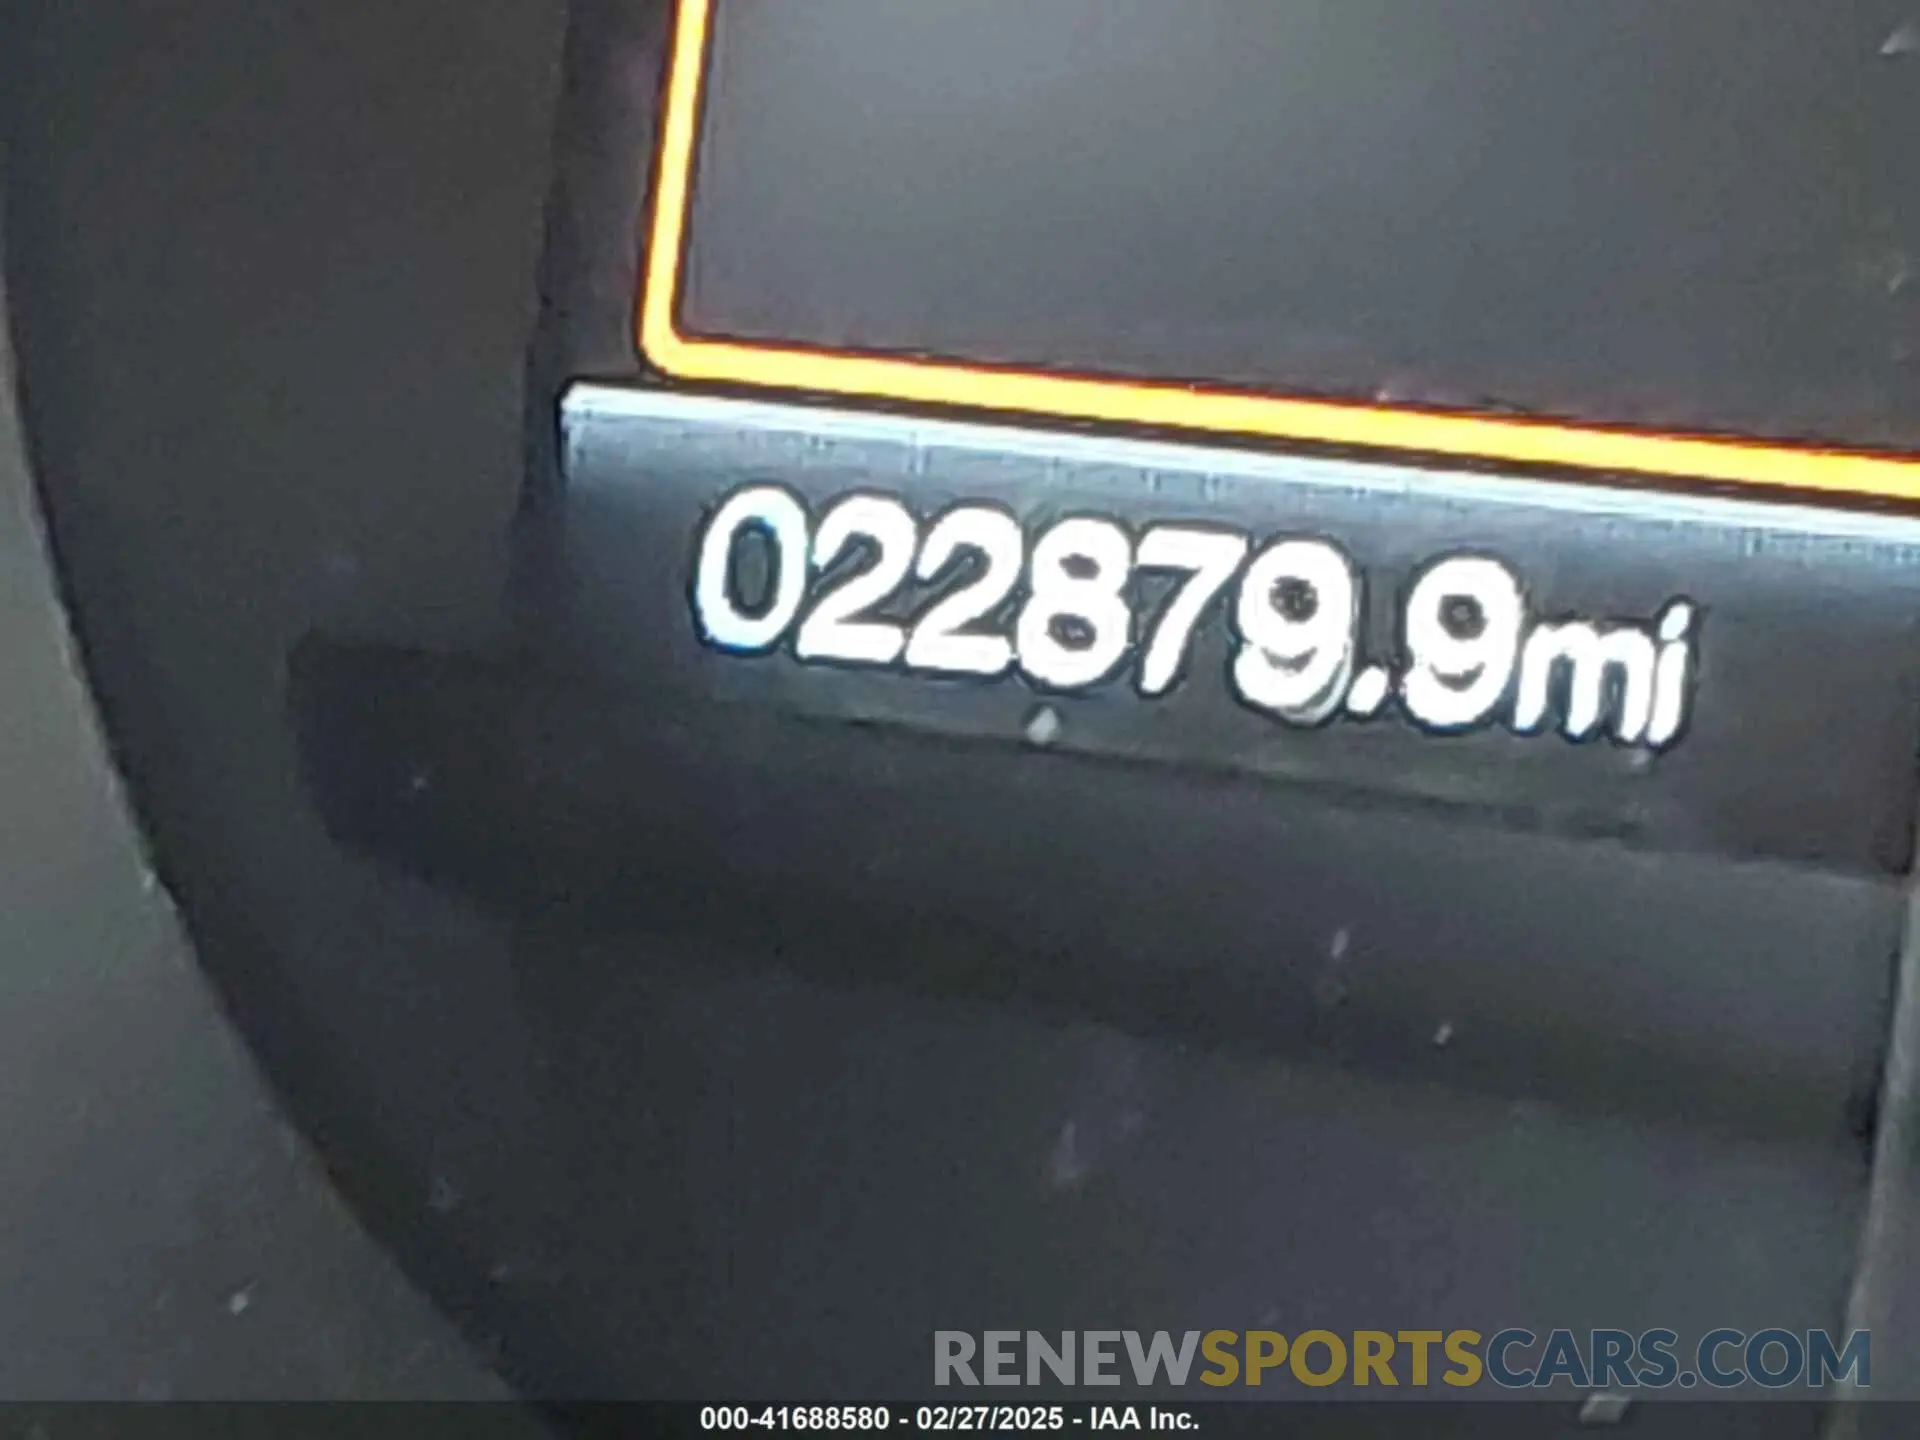 022879.9mi
RENEWSPORTSCARS.COM
000-41688580 - 02/27/2025 - IAA Inc.